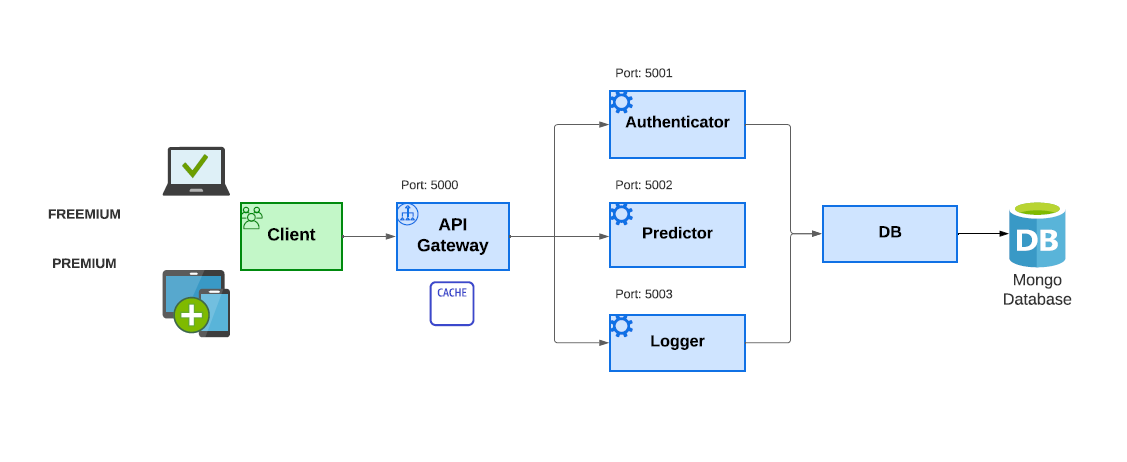 FREEMIUM
PREMIUM
Client
Port: 5000
API
Gateway
CACHE
Port: 5001
Authenticator
Port: 5002
Predictor
Port: 5003
Logger
DB
DB
Mongo
Database